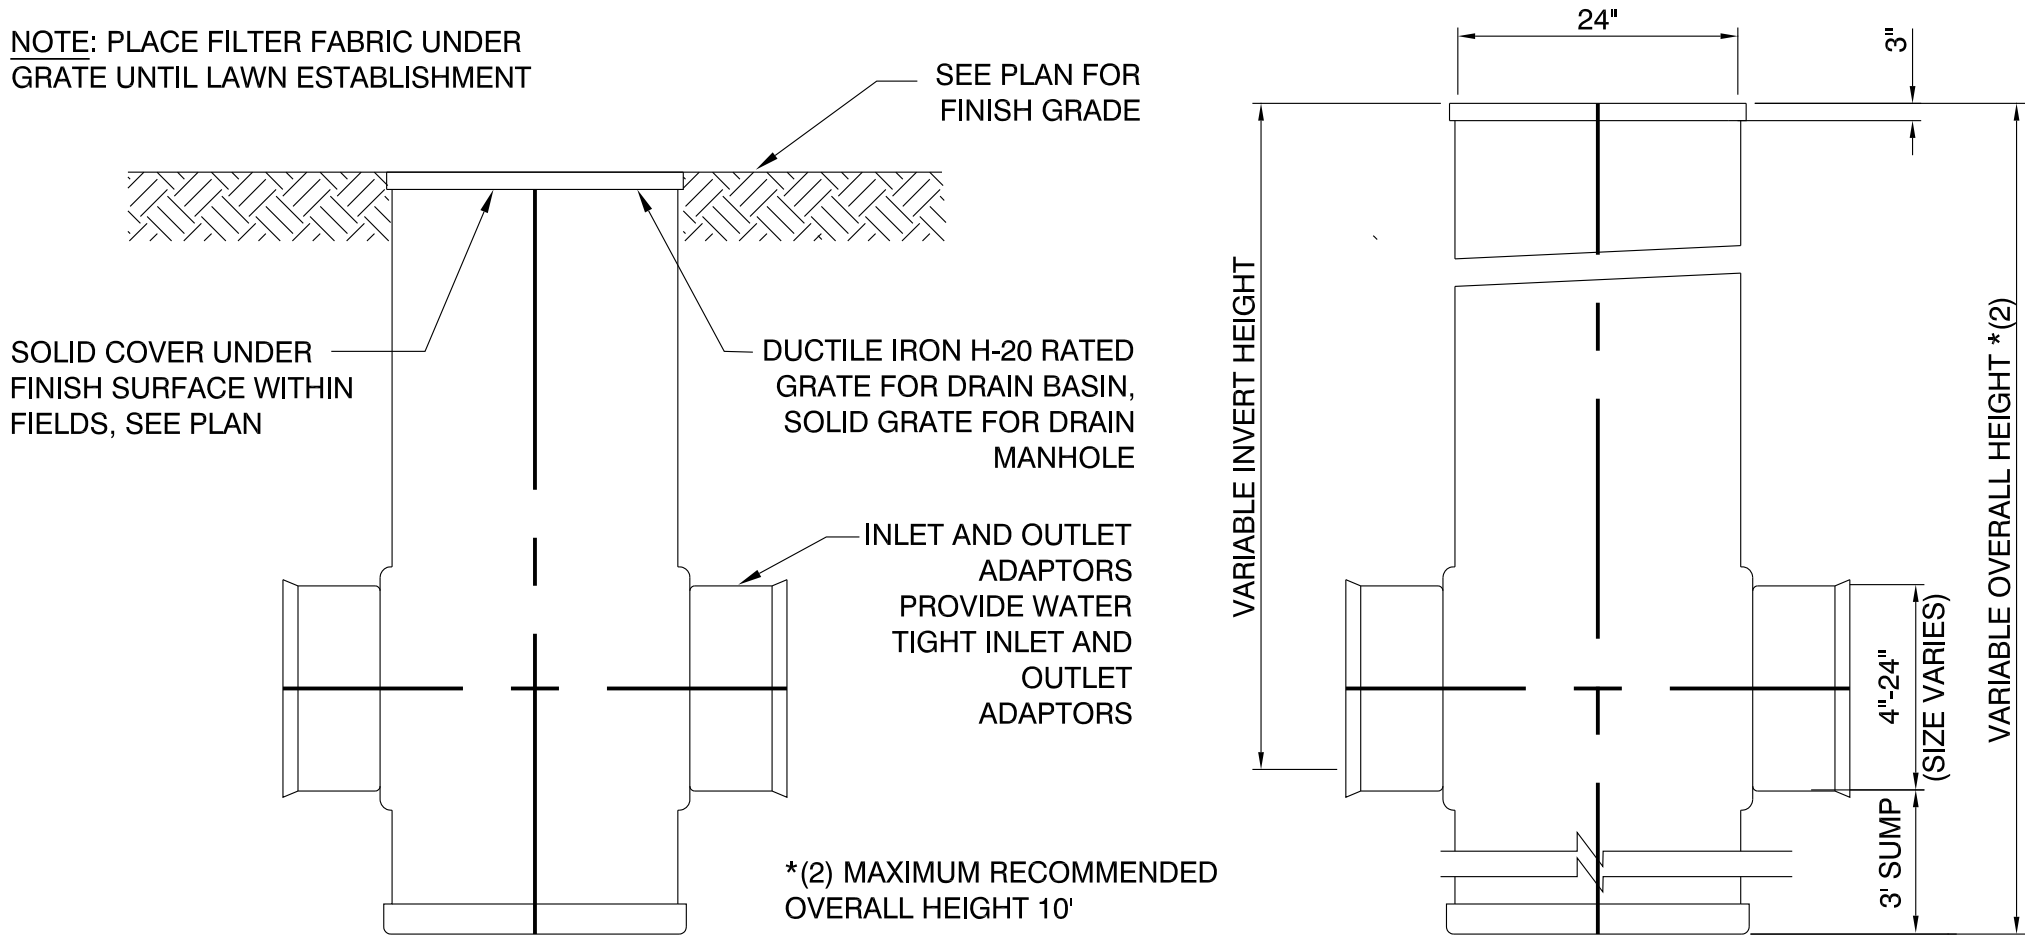 NOTE: PLACE FILTER FABRIC UNDER
GRATE UNTIL LAWN ESTABLISHMENT
SEE PLAN FOR
FINISH GRADE
SOLID COVER UNDER
FINISH SURFACE WITHIN
FIELDS, SEE PLAN
DUCTILE IRON H-20 RATED
GRATE FOR DRAIN BASIN,
SOLID GRATE FOR DRAIN
MANHOLE
INLET AND OUTLET
ADAPTORS
PROVIDE WATER
TIGHT INLET AND
OUTLET
ADAPTORS
*(2) MAXIMUM RECOMMENDED
OVERALL HEIGHT 10'
24"
3"
VARIABLE INVERT HEIGHT
4"-24"
(SIZE VARIES)
3' SUMP
VARIABLE OVERALL HEIGHT *(2)